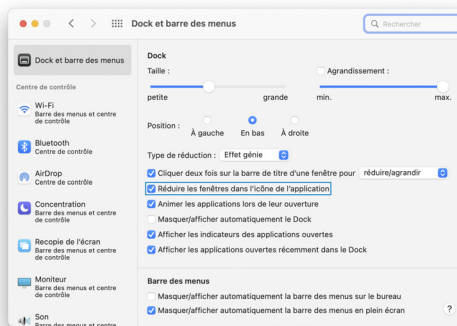 Dock et barre des menus
Rechercher
Dock et barre des menus
Centre de contrôle
Wi-Fi
Barre des menus et centre
de contrôle
Bluetooth
Centre de contrôle
AirDrop
Centre de contrôle
Concentration
Barre des menus et centre
de contrôle
Recopie de l'écran
Barre des menus et centre
de contrôle
Moniteur
Barre des menus et centre
de contrôle
Son
Barre des menus et centre
Dock
Taille :
Agrandissement :
petite grande min. max.
Position :
À gauche En bas À droite
Type de réduction : Effet génie
Cliquer deux fois sur la barre de titre d'une fenêtre pour réduire/agrandir
Réduire les fenêtres dans l'icône de l'application
Animer les applications lors de leur ouverture
Masquer/afficher automatiquement le Dock
Afficher les indicateurs des applications ouvertes
Afficher les applications ouvertes récemment dans le Dock
Barre des menus
Masquer/afficher automatiquement la barre des menus sur le bureau
Masquer/afficher automatiquement la barre des menus en plein écran
?